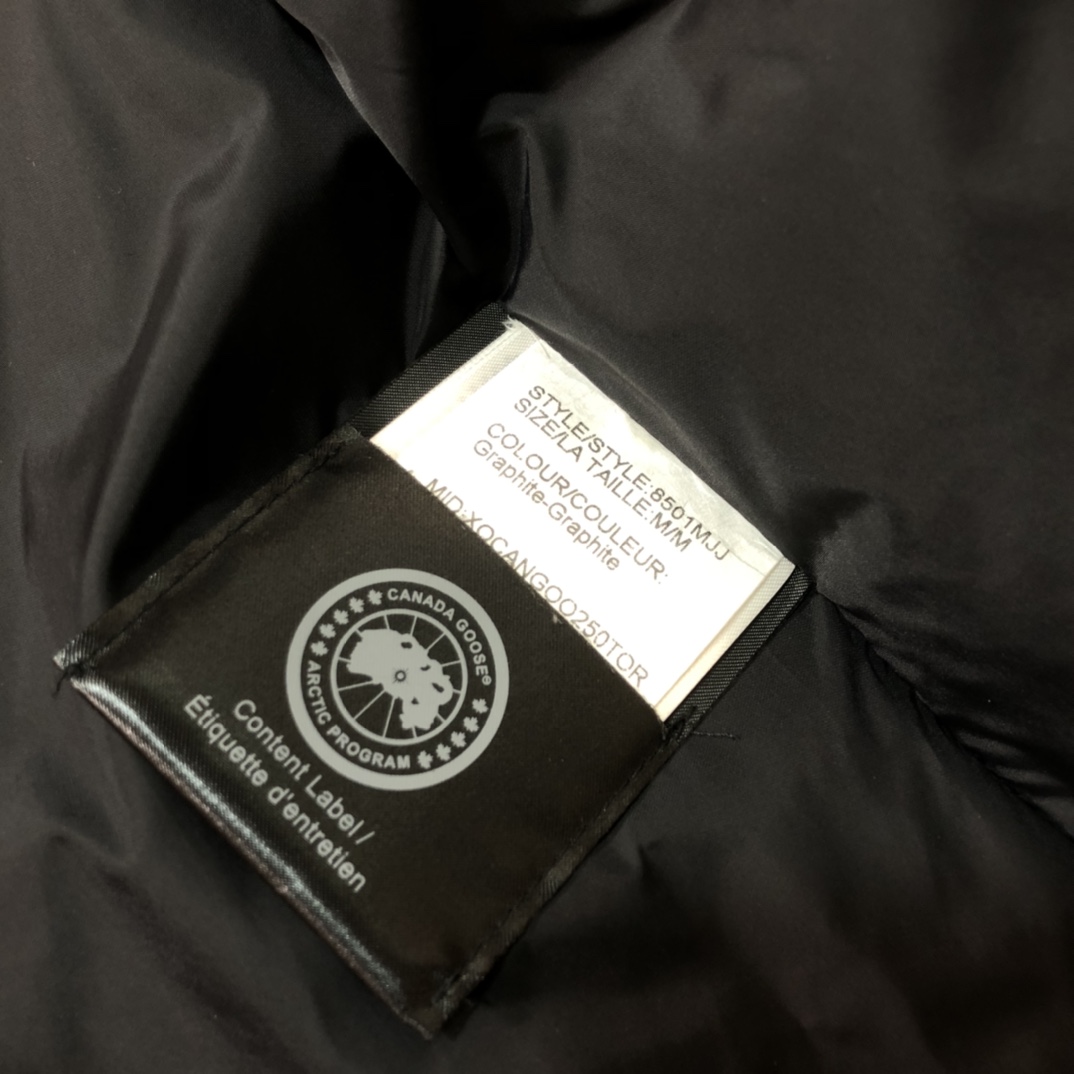 STYLE/STYLE:8501MJJ
SIZE/LA TAILLE:M/M
COLOUR/COULEUR:
Graphite-Graphite
MID:XOCANGOO250TOR
CANADA GOOSE®
ARCTIC PROGRAM
Content Label /
Étiquette d'entretien